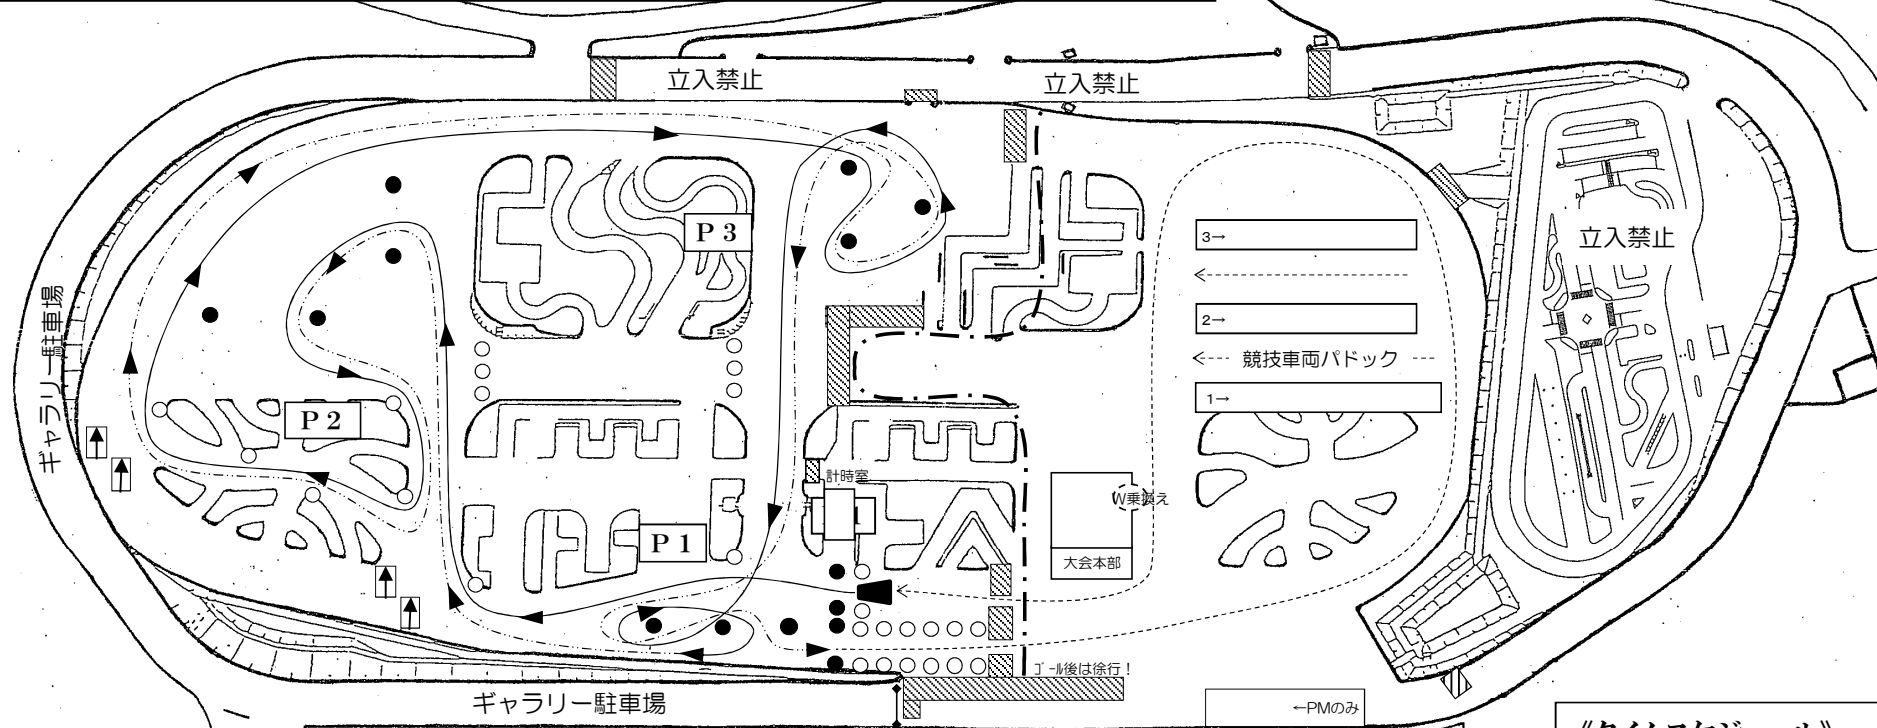 立入禁止
立入禁止
P 3
3→
立入禁止
2→
競技車両パドック
1→
ギャラリー駐車場
P 2
計時室
W乗換え
P 1
大会本部
ｺﾞｰﾙ後は徐行！
ギャラリー駐車場
←PMのみ